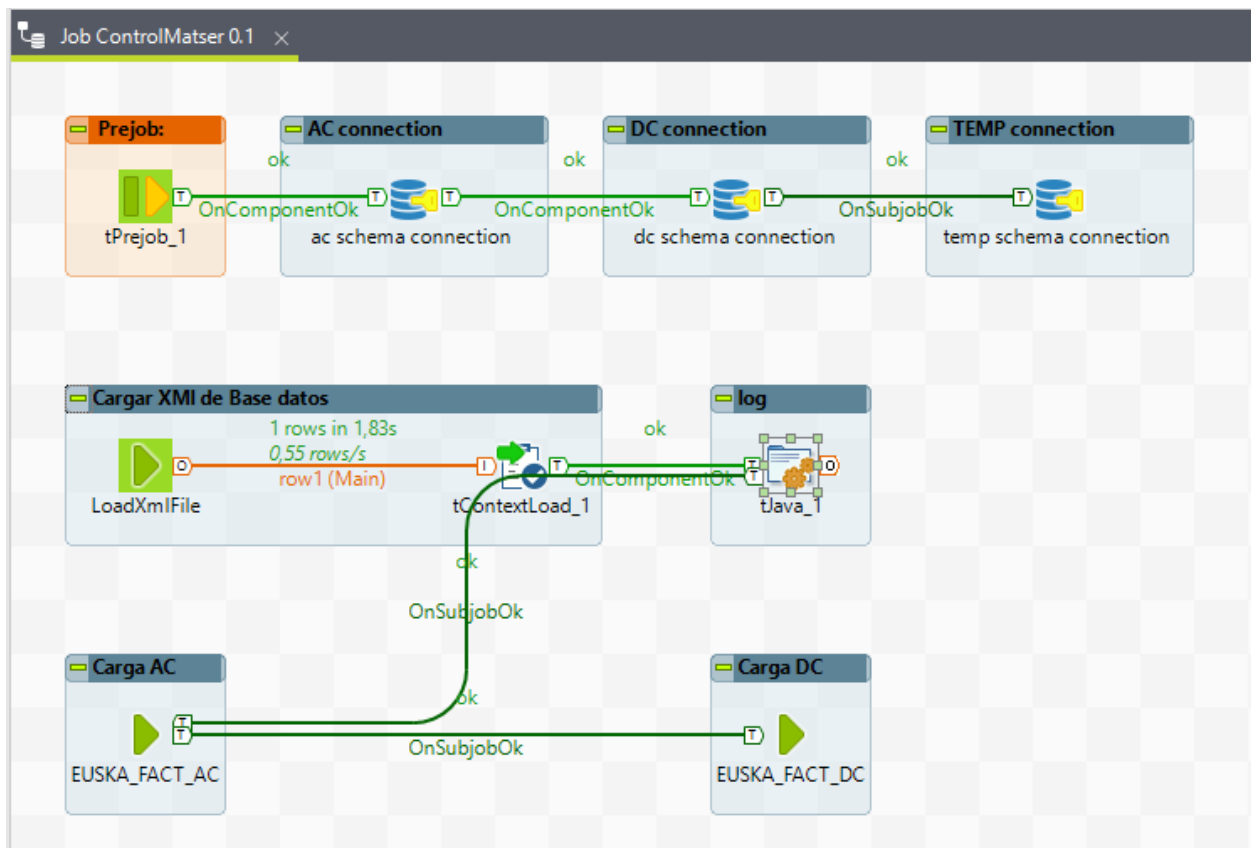 Job ControlMatser 0.1
Prejob:
AC connection
DC connection
TEMP connection
ok
ok
ok
T
T
T
T
T
T
OnComponentOk
OnComponentOk
OnSubjobOk
tPrejob_1
ac schema connection
dc schema connection
temp schema connection
Cargar XMl de Base datos
log
1 rows in 1,83s
ok
0,55 rows/s
O
I
T
T
T
O
row1 (Main)
OnComponentOk
LoadXmlFile
tContextLoad_1
tJava_1
ok
OnSubjobOk
Carga AC
Carga DC
ok
T
T
T
OnSubjobOk
EUSKA_FACT_AC
EUSKA_FACT_DC